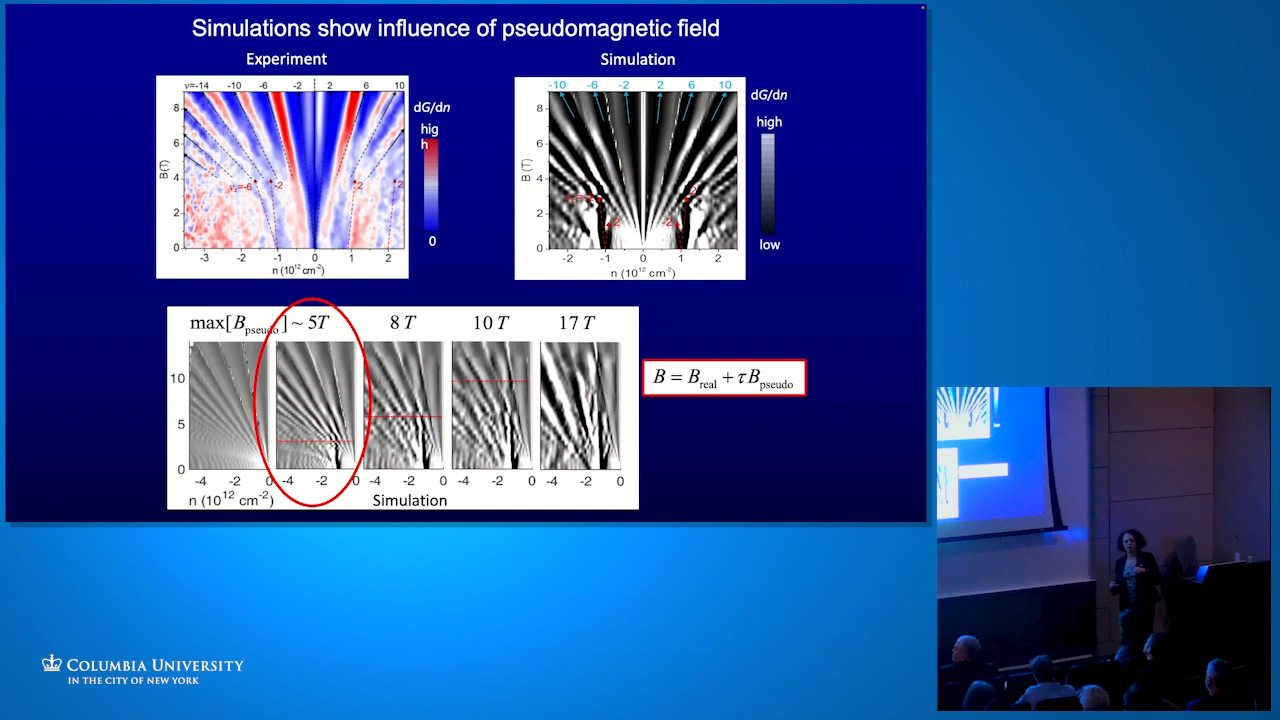 Simulations show influence of pseudomagnetic field
Experiment
Simulation
ν=-14 -10 -6 -2 2 6 10
8
6
4
2
0
B(T)
-6 -2 2 2
-3 -2 -1 0 1 2
n (10¹² cm⁻²)
dG/dn
hig
h
0
-10 -6 -2 2 6 10
8
6
4
2
0
B (T)
-2 2
-2 -1 0 1 2
n (10¹² cm⁻²)
dG/dn
high
low
max[B_pseudo] ~ 5T 8 T 10 T 17 T
10
5
0
-4 -2 0 -4 -2 0 -4 -2 0 -4 -2 0 -4 -2 0
n (10¹² cm⁻²) Simulation
B = B_real + τB_pseudo
COLUMBIA UNIVERSITY
IN THE CITY OF NEW YORK